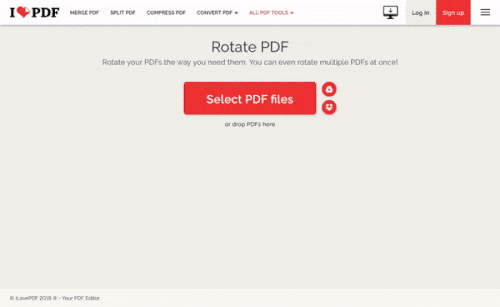 I PDF MERGE PDF SPLIT PDF COMPRESS PDF CONVERT PDF ALL PDF TOOLS Log in Sign up
Rotate PDF
Rotate your PDFs the way you need them. You can even rotate multiple PDFs at once!
Select PDF files
or drop PDFs here
© iLovePDF 2019 ® - Your PDF Editor